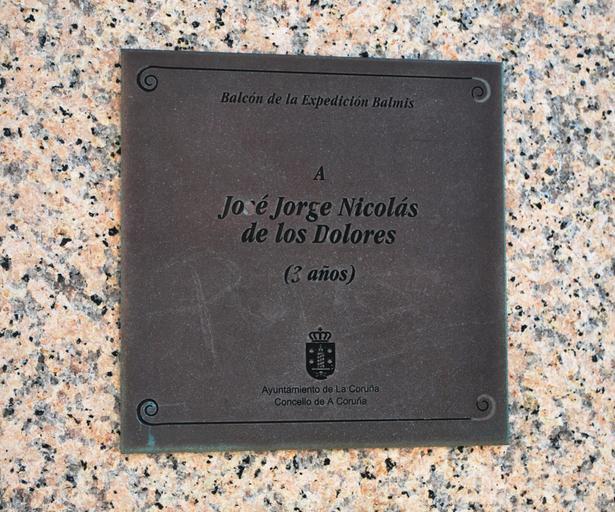 Balcón de la Expedición Balmis
A
José Jorge Nicolás
de los Dolores
(3 años)
Ayuntamiento de La Coruña
Concello de A Coruña